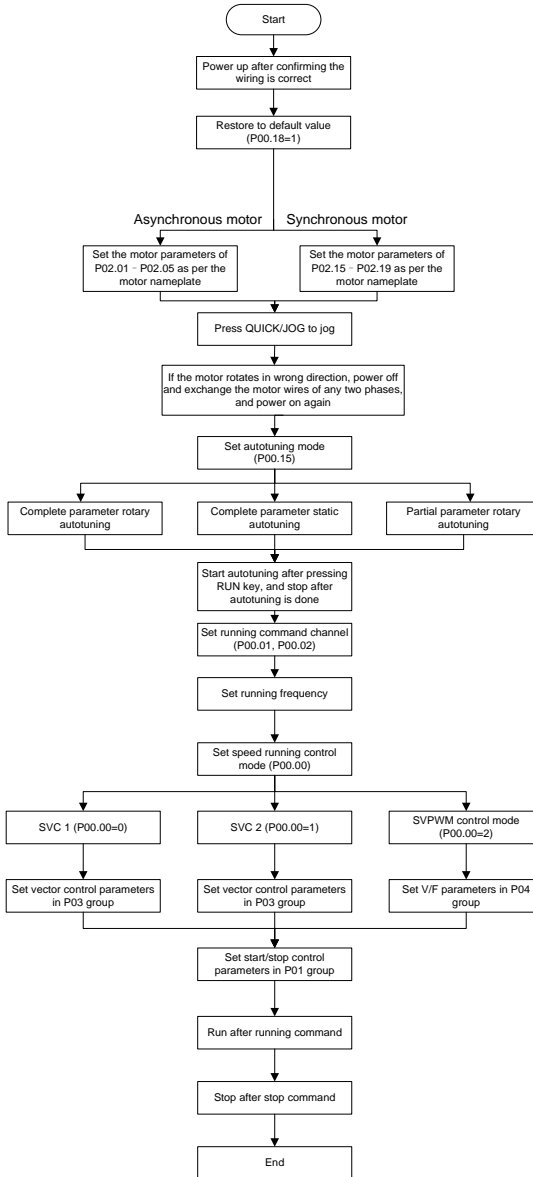 Start
Power up after confirming the
wiring is correct
Restore to default value
(P00.18=1)
Asynchronous motor
Synchronous motor
Set the motor parameters of
P02.01–P02.05 as per the
motor nameplate
Set the motor parameters of
P02.15–P02.19 as per the
motor nameplate
Press QUICK/JOG to jog
If the motor rotates in wrong direction, power off
and exchange the motor wires of any two phases,
and power on again
Set autotuning mode
(P00.15)
Complete parameter rotary
autotuning
Complete parameter static
autotuning
Partial parameter rotary
autotuning
Start autotuning after pressing
RUN key, and stop after
autotuning is done
Set running command channel
(P00.01, P00.02)
Set running frequency
Set speed running control
mode (P00.00)
SVC 1 (P00.00=0)
SVC 2 (P00.00=1)
SVPWM control mode
(P00.00=2)
Set vector control parameters
in P03 group
Set vector control parameters
in P03 group
Set V/F parameters in P04
group
Set start/stop control
parameters in P01 group
Run after running command
Stop after stop command
End